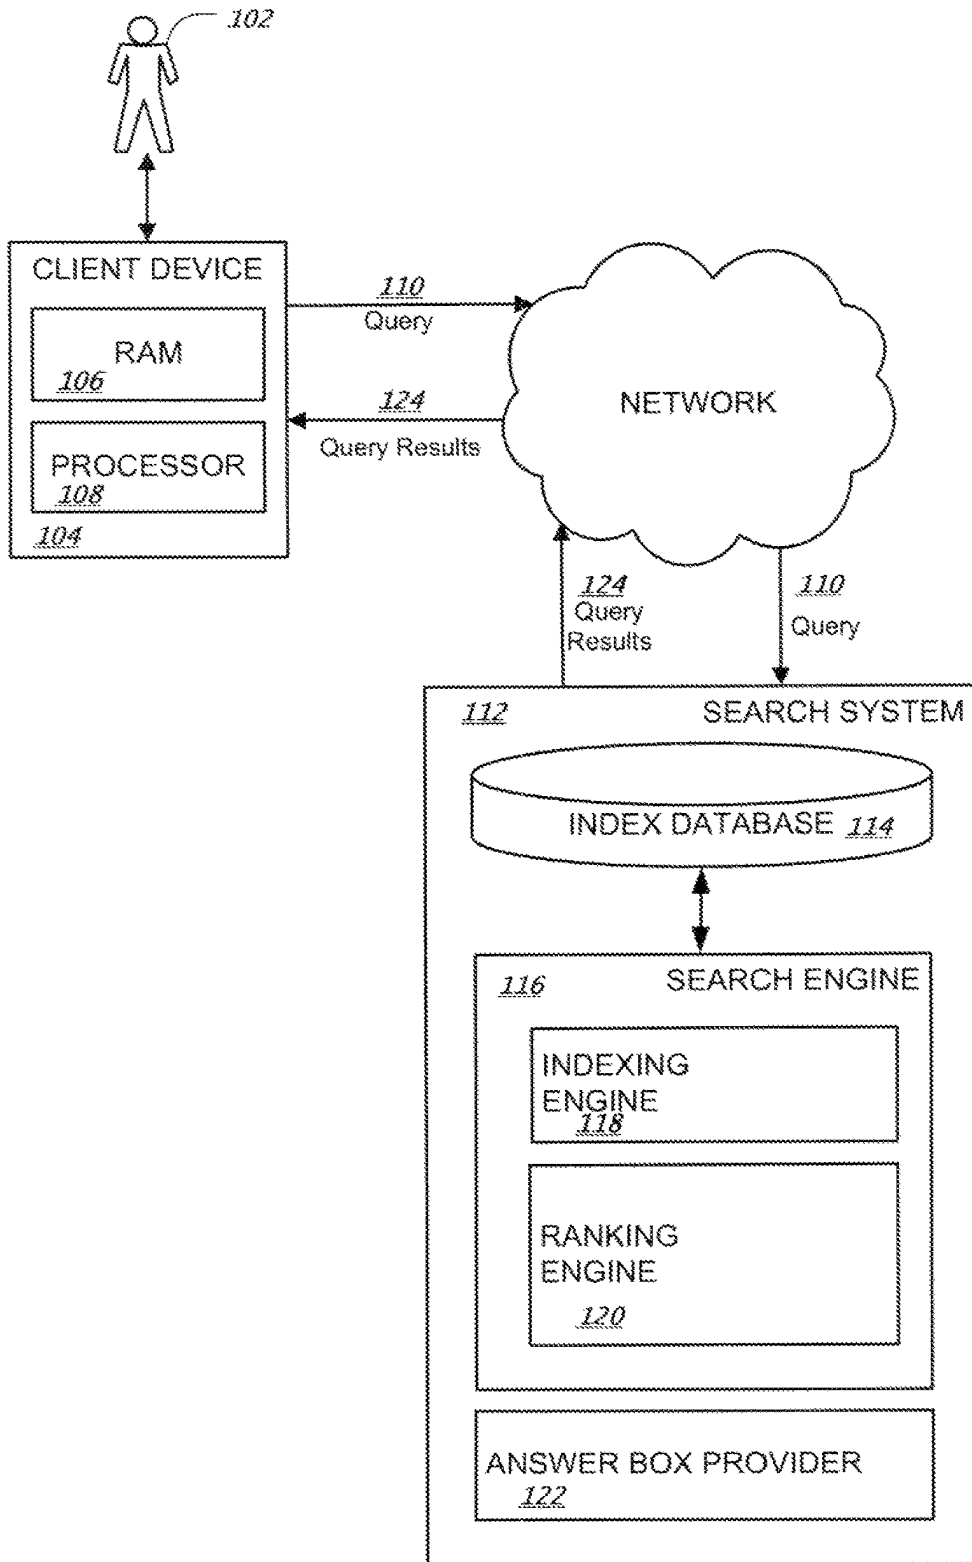 102
CLIENT DEVICE
RAM
106
PROCESSOR
108
104
110
Query
124
Query Results
NETWORK
124
Query
Results
110
Query
112
SEARCH SYSTEM
INDEX DATABASE 114
116
SEARCH ENGINE
INDEXING
ENGINE
118
RANKING
ENGINE
120
ANSWER BOX PROVIDER
122